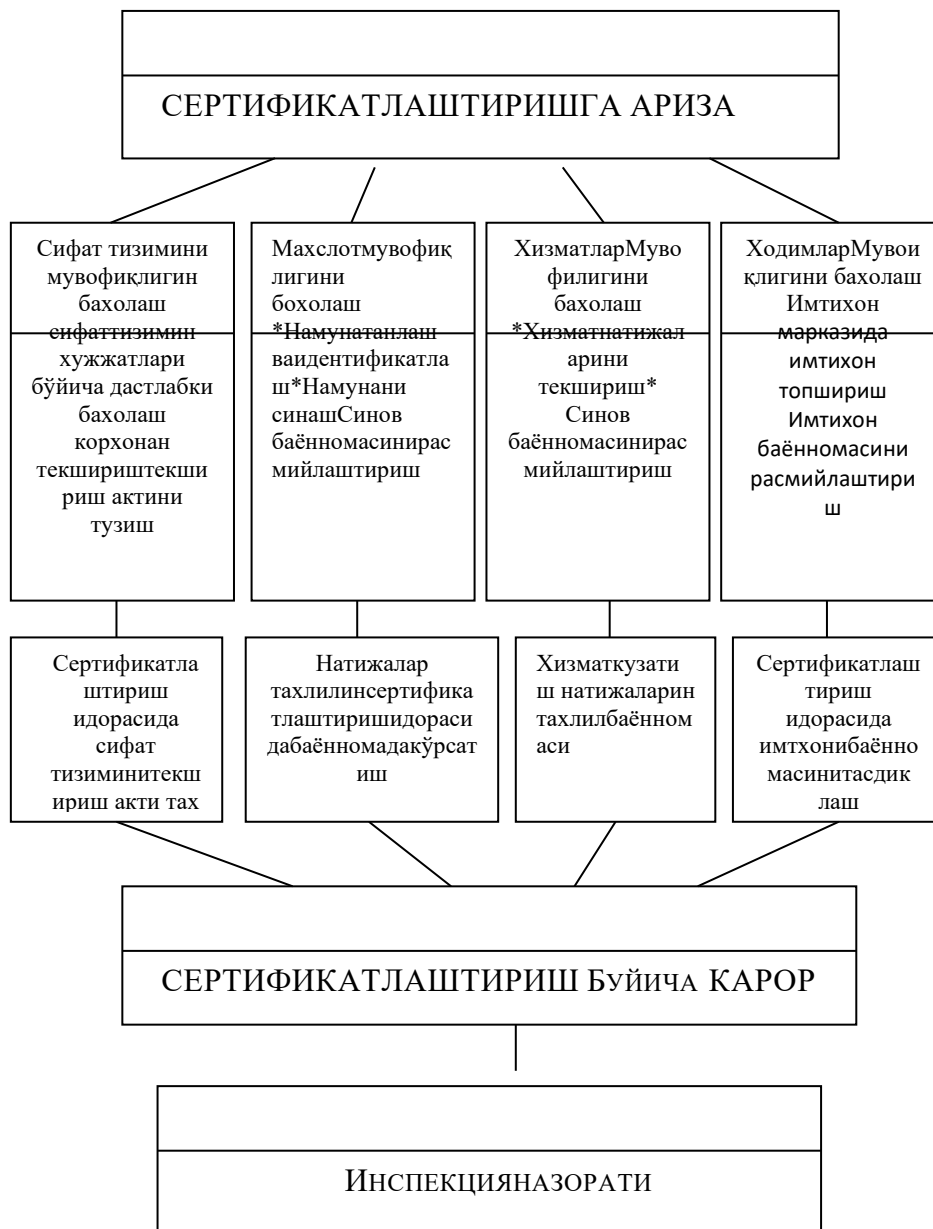 СЕРТИФИКАТЛАШТИРИШГА АРИЗА
Сифат тизимини
мувофиқлигин
бахолаш
сифаттизимин
хужжатлари
бўйича дастлабки
бахолаш
корхонан
текшириштекши
риш актини
тузиш
Махслотмувофиқ
лигини
бохолаш
*Намунатанлаш
ваидентификатла
ш*Намунани
синашСинов
баённомасинирас
мийлаштириш
ХизматларМуво
филигини
бахолаш
*Хизматнатижал
арини
текшириш*
Синов
баённомасинирас
мийлаштириш
ХодимларМувои
қлигини бахолаш
Имтихон
марказида
имтихон
топшириш
Имтихон
баённомасини
расмийлаштири
ш
Сертификатла
штириш
идорасида
сифат
тизиминитекш
ириш акти тах
Натижалар
тахлилинсертифика
тлаштиришидораси
дабаённомадакўрсат
иш
Хизматкузати
ш натижаларин
тахлилбаённом
аси
Сертификатлаш
тириш
идорасида
имтхонибаённо
масинитасдик
лаш
СЕРТИФИКАТЛАШТИРИШ БУЙИЧА КАРОР
ИНСПЕКЦИЯНАЗОРАТИ